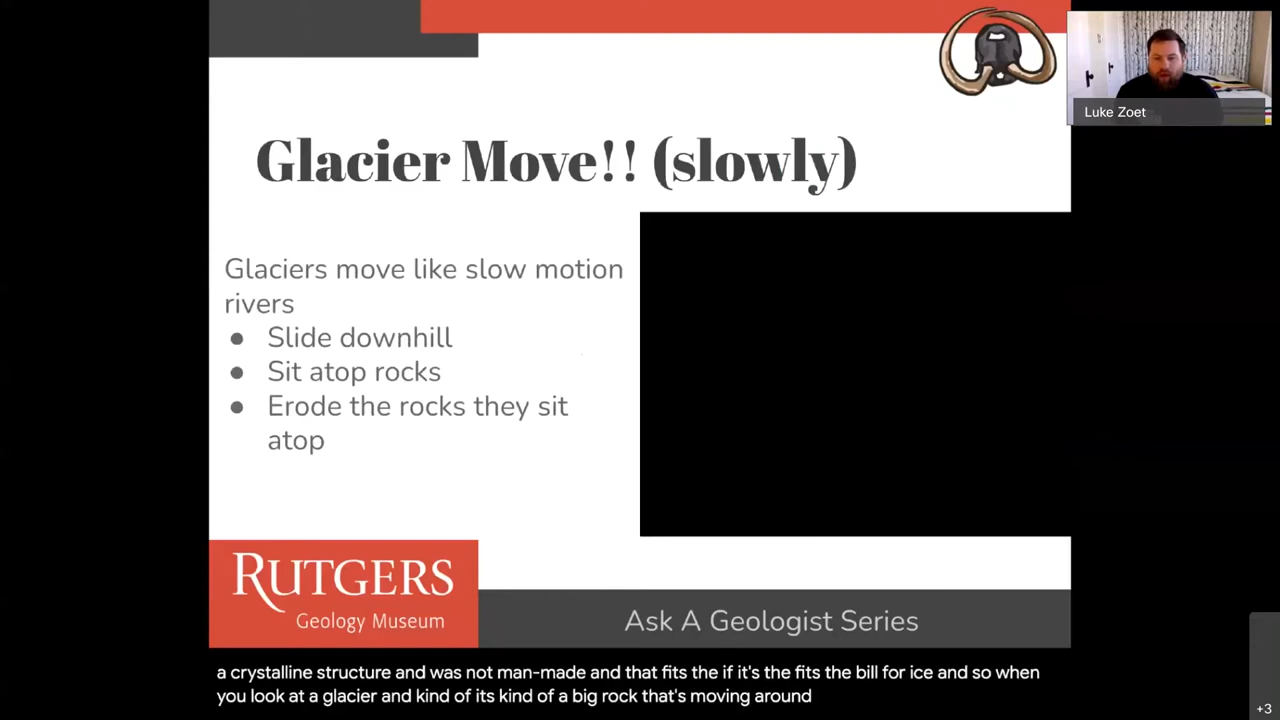 Luke Zoet
Glacier Move!! (slowly)
Glaciers move like slow motion
rivers
● Slide downhill
● Sit atop rocks
● Erode the rocks they sit
atop
RUTGERS
Geology Museum
Ask A Geologist Series
a crystalline structure and was not man-made and that fits the if it's the fits the bill for ice and so when
you look at a glacier and kind of its kind of a big rock that's moving around
+3